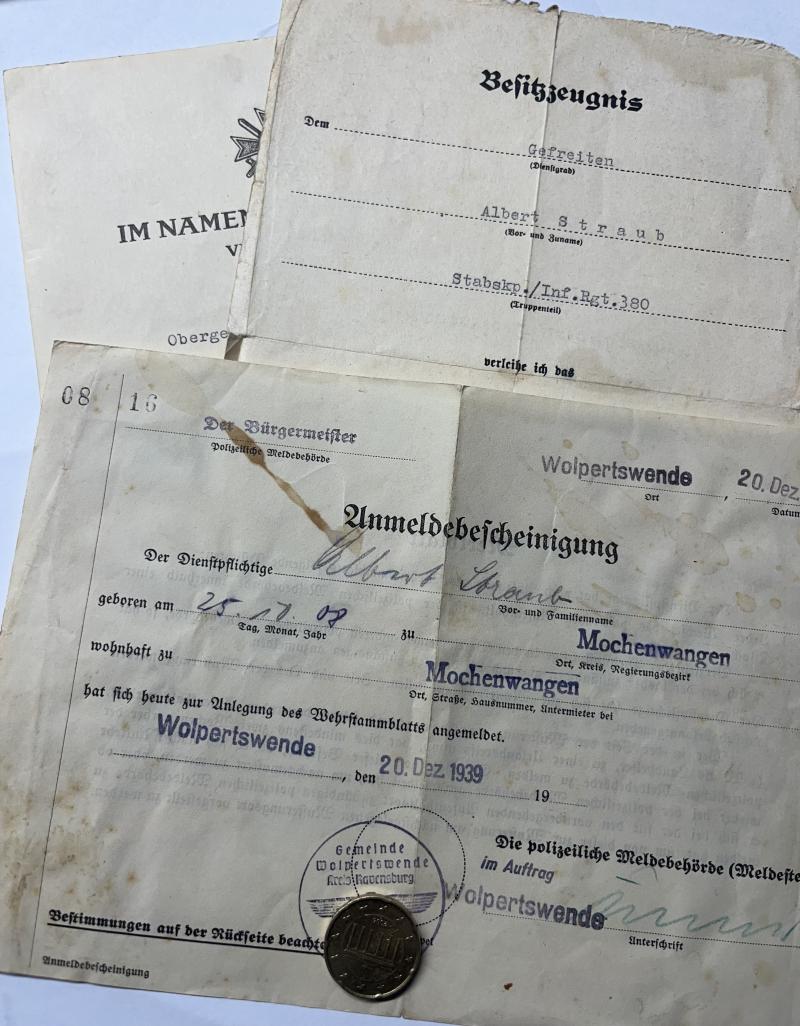 Besitzzeugnis
Dem
Gefreiten
(Dienstgrad)
Albert Straub
(Vor- und Zuname)
Stabskp./Inf.Rgt.380
(Truppenteil)
verleihe ich das
IM NAMEN
Oberge
08 16
Der Bürgermeister
Polizeiliche Meldebehörde
Wolpertswende, 20. Dez.
Ort Datum
Anmeldebescheinigung
Der Dienstpflichtige Albert Straub
Vor- und Familienname
geboren am 25. 10. 08 zu Mochenwangen
Tag, Monat, Jahr Ort, Kreis, Regierungsbezirk
wohnhaft zu Mochenwangen
Ort, Straße, Hausnummer, Untermieter bei
hat sich heute zur Anlegung des Wehrstammblatts angemeldet.
Wolpertswende, den 20. Dez. 1939 19
Gemeinde
Wolpertswende
Kreis Ravensburg
Die polizeiliche Meldebehörde (Meldeste
im Auftrag
Wolpertswende
Unterschrift
Bestimmungen auf der Rückseite beachte
Anmeldebescheinigung